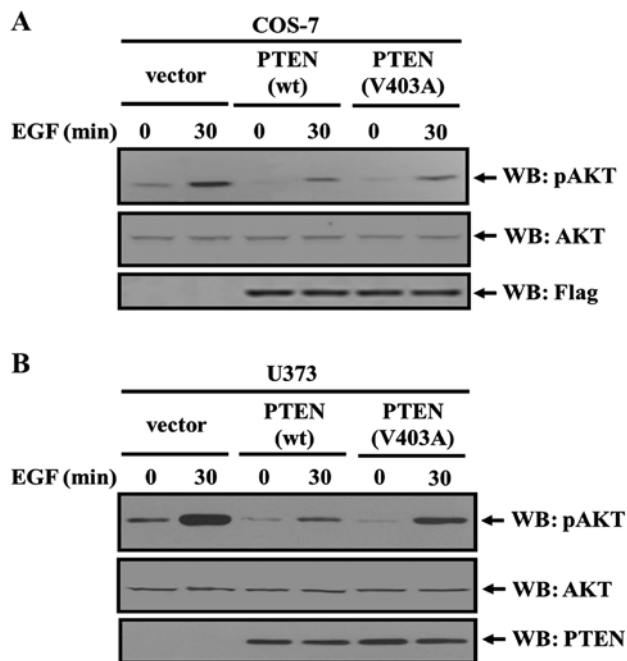 A
COS-7
vector PTEN (wt) PTEN (V403A)
EGF (min) 0 30 0 30 0 30
WB: pAKT
WB: AKT
WB: Flag
B
U373
vector PTEN (wt) PTEN (V403A)
EGF (min) 0 30 0 30 0 30
WB: pAKT
WB: AKT
WB: PTEN